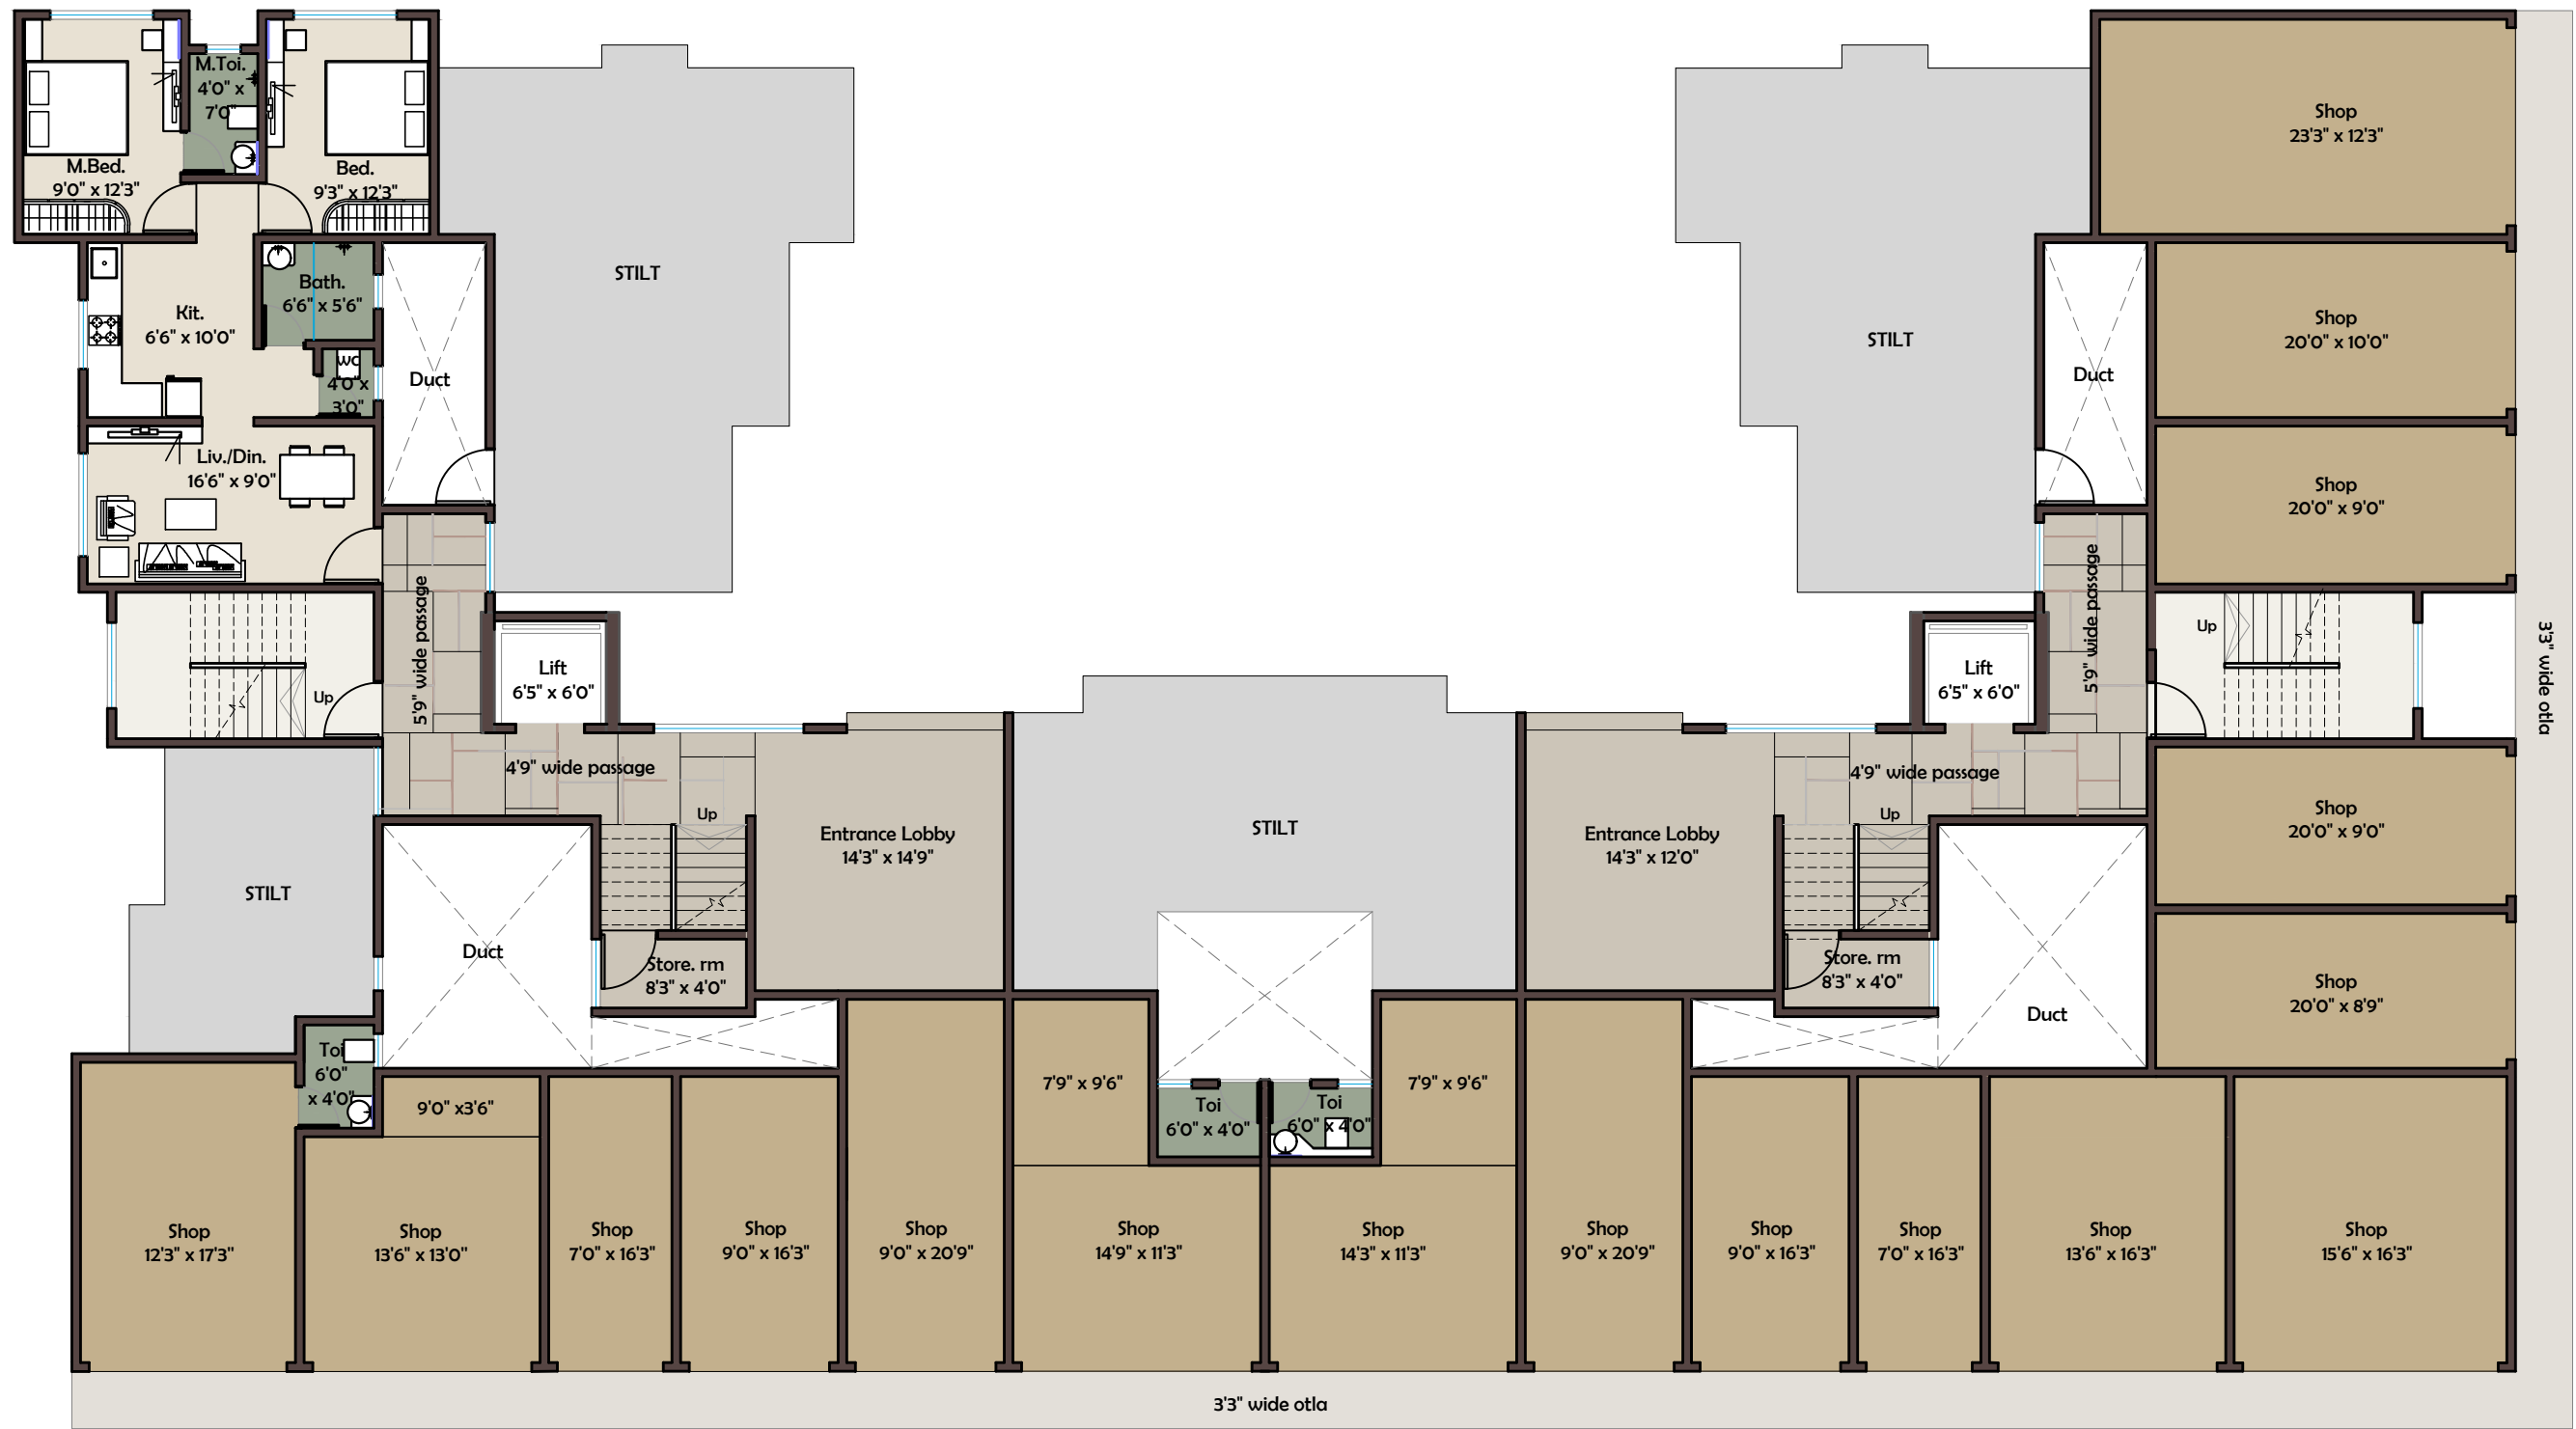 M.Toi.
4'0" x
7'0"
M.Bed.
9'0" x 12'3"
Bed.
9'3" x 12'3"
Kit.
6'6" x 10'0"
Bath.
6'6" x 5'6"
WC
4'0" x
3'0"
Duct
Liv./Din.
16'6" x 9'0"
STILT
5'9" wide passage
Up
Lift
6'5" x 6'0"
4'9" wide passage
Up
Entrance Lobby
14'3" x 14'9"
STILT
Duct
Store. rm
8'3" x 4'0"
Toi
6'0"
x 4'0"
9'0" x3'6"
Shop
12'3" x 17'3"
Shop
13'6" x 13'0"
Shop
7'0" x 16'3"
Shop
9'0" x 16'3"
Shop
9'0" x 20'9"
STILT
7'9" x 9'6"
Toi
6'0" x 4'0"
Toi
6'0" x 4'0"
7'9" x 9'6"
Shop
14'9" x 11'3"
Shop
14'3" x 11'3"
Shop
9'0" x 20'9"
Shop
9'0" x 16'3"
Shop
7'0" x 16'3"
Shop
13'6" x 16'3"
Shop
15'6" x 16'3"
Entrance Lobby
14'3" x 12'0"
4'9" wide passage
Up
Store. rm
8'3" x 4'0"
Duct
Lift
6'5" x 6'0"
5'9" wide passage
Up
STILT
Duct
Shop
23'3" x 12'3"
Shop
20'0" x 10'0"
Shop
20'0" x 9'0"
Shop
20'0" x 9'0"
Shop
20'0" x 8'9"
3'3" wide otla
3'3" wide otla